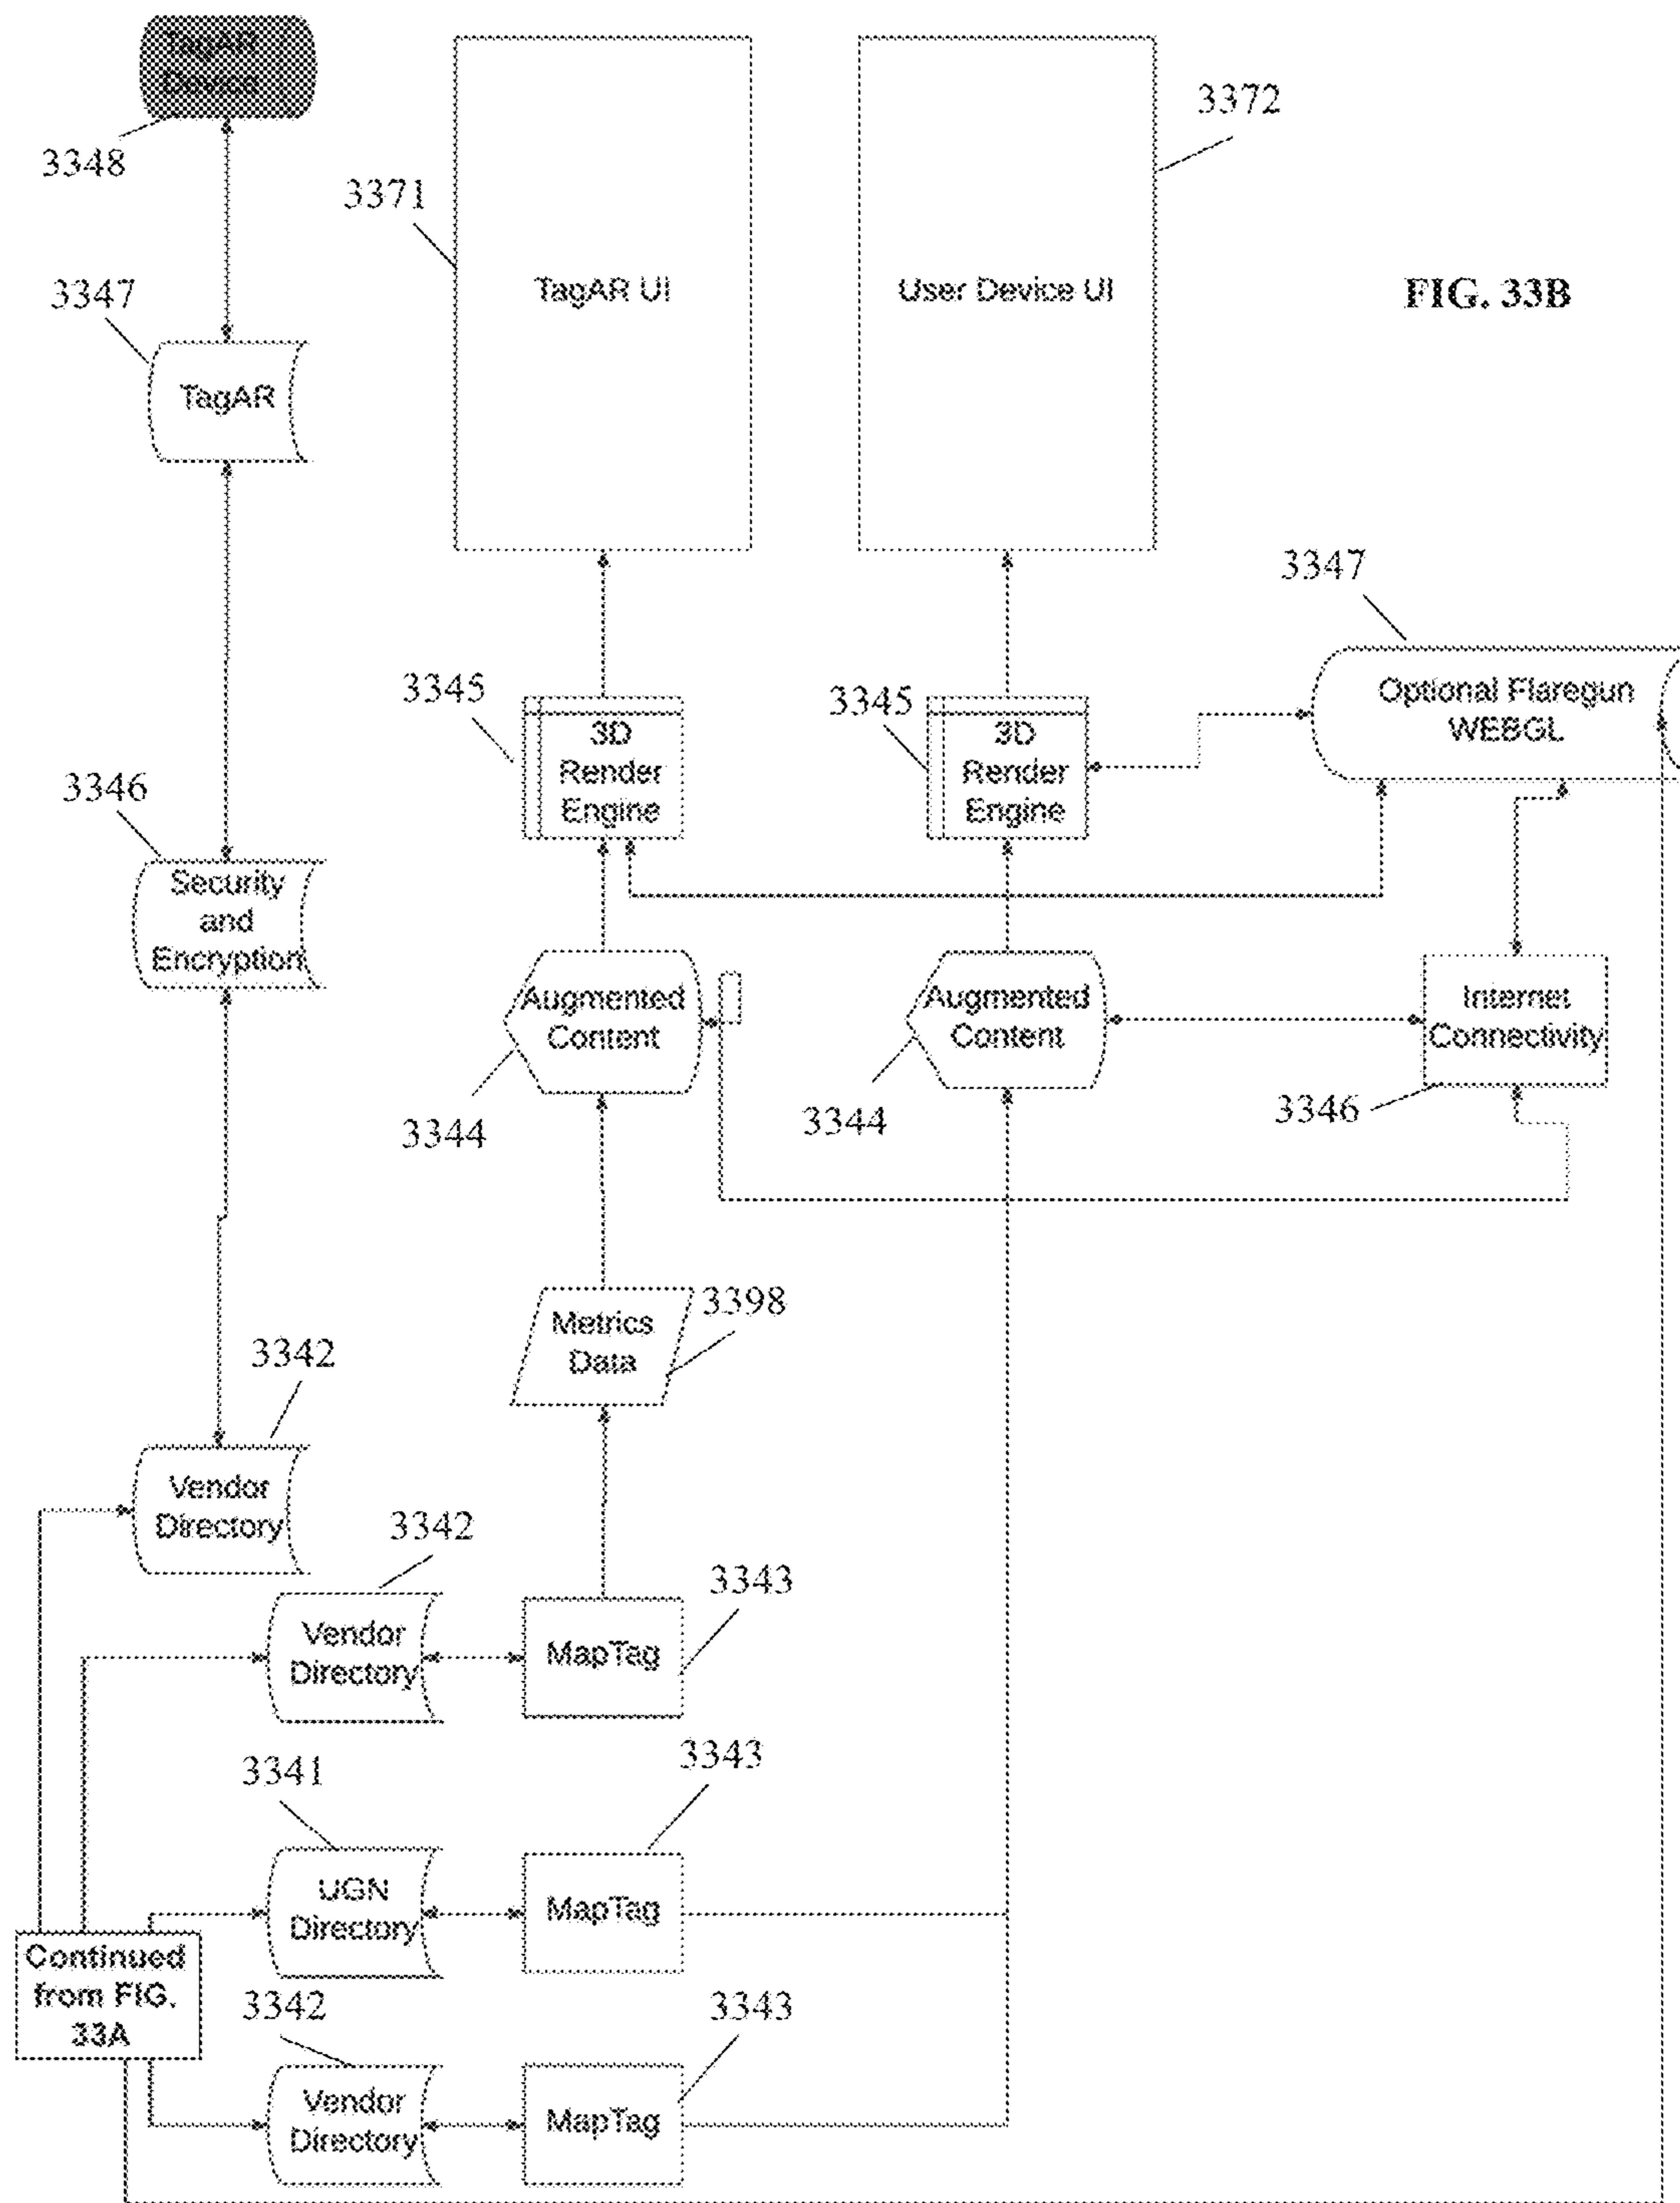 TagAR
Device
3348
3372
3371
3347
TagAR UI
User Device UI
FIG. 33B
TagAR
3347
3345
3345
3D
Render
Engine
3D
Render
Engine
Optional Flaregun
WEBGL
3346
Security
and
Encryption
Augmented
Content
Augmented
Content
Internet
Connectivity
3344
3344
3346
3398
Metrics
Data
3342
Vendor
Directory
3342
3343
Vendor
Directory
MapTag
3341
3343
UGN
Directory
MapTag
Continued
from FIG.
33A
3342
3343
Vendor
Directory
MapTag